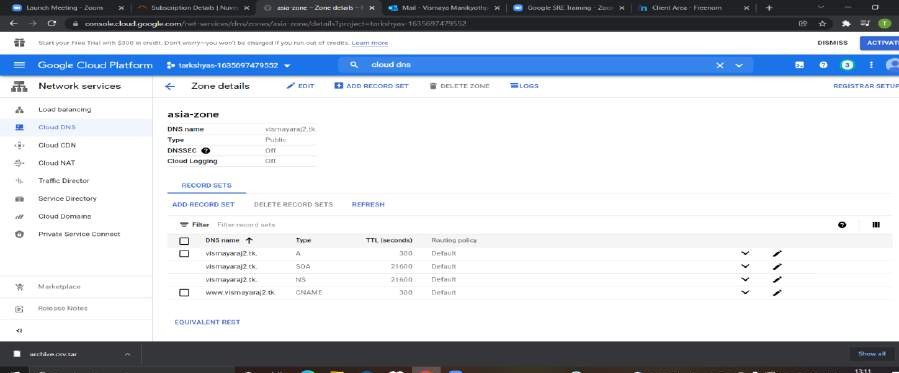 Launch Meeting - Zoom
Subscription Details | Num
asia-zone – Zone details –
Mail - Vismaya Manikyotho
Google SRE Training - Zoo
Client Area - Freenom
console.cloud.google.com/net-services/dns/zones/asia-zone/details?project=tarkshyas-1635697479552
Start your Free Trial with $300 in credit. Don't worry—you won't be charged if you run out of credits. Learn more
DISMISS
ACTIVAT
Google Cloud Platform
tarkshyas-1635697479552
cloud dns
3
T
Network services
Zone details
EDIT
ADD RECORD SET
DELETE ZONE
LOGS
REGISTRAR SETUP
Load balancing
Cloud DNS
Cloud CDN
Cloud NAT
Traffic Director
Service Directory
Cloud Domains
Private Service Connect
Marketplace
Release Notes
asia-zone
DNS name vismayaraj2.tk.
Type Public
DNSSEC Off
Cloud Logging Off
RECORD SETS
ADD RECORD SET DELETE RECORD SETS REFRESH
Filter Filter record sets
DNS name Type TTL (seconds) Routing policy
vismayaraj2.tk. A 300 Default
vismayaraj2.tk. SOA 21600 Default
vismayaraj2.tk. NS 21600 Default
www.vismayaraj2.tk. CNAME 300 Default
EQUIVALENT REST
archive.csv.tar
Show all
13:11